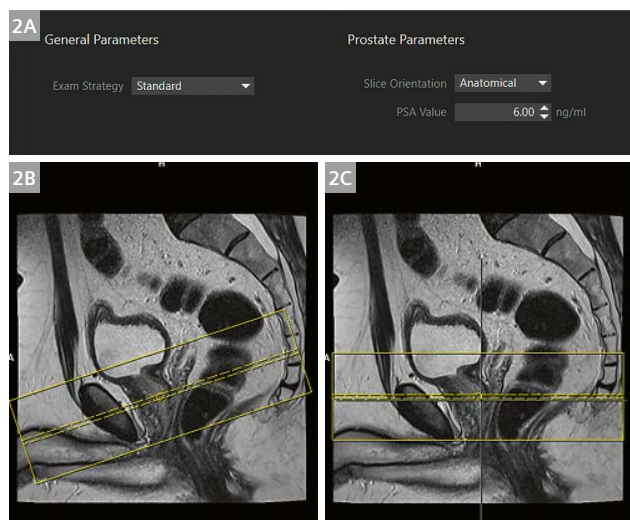 2A
General Parameters
Prostate Parameters
Exam Strategy Standard
Slice Orientation Anatomical
PSA Value 6.00 ng/ml
2B
H
A
2C
H
A